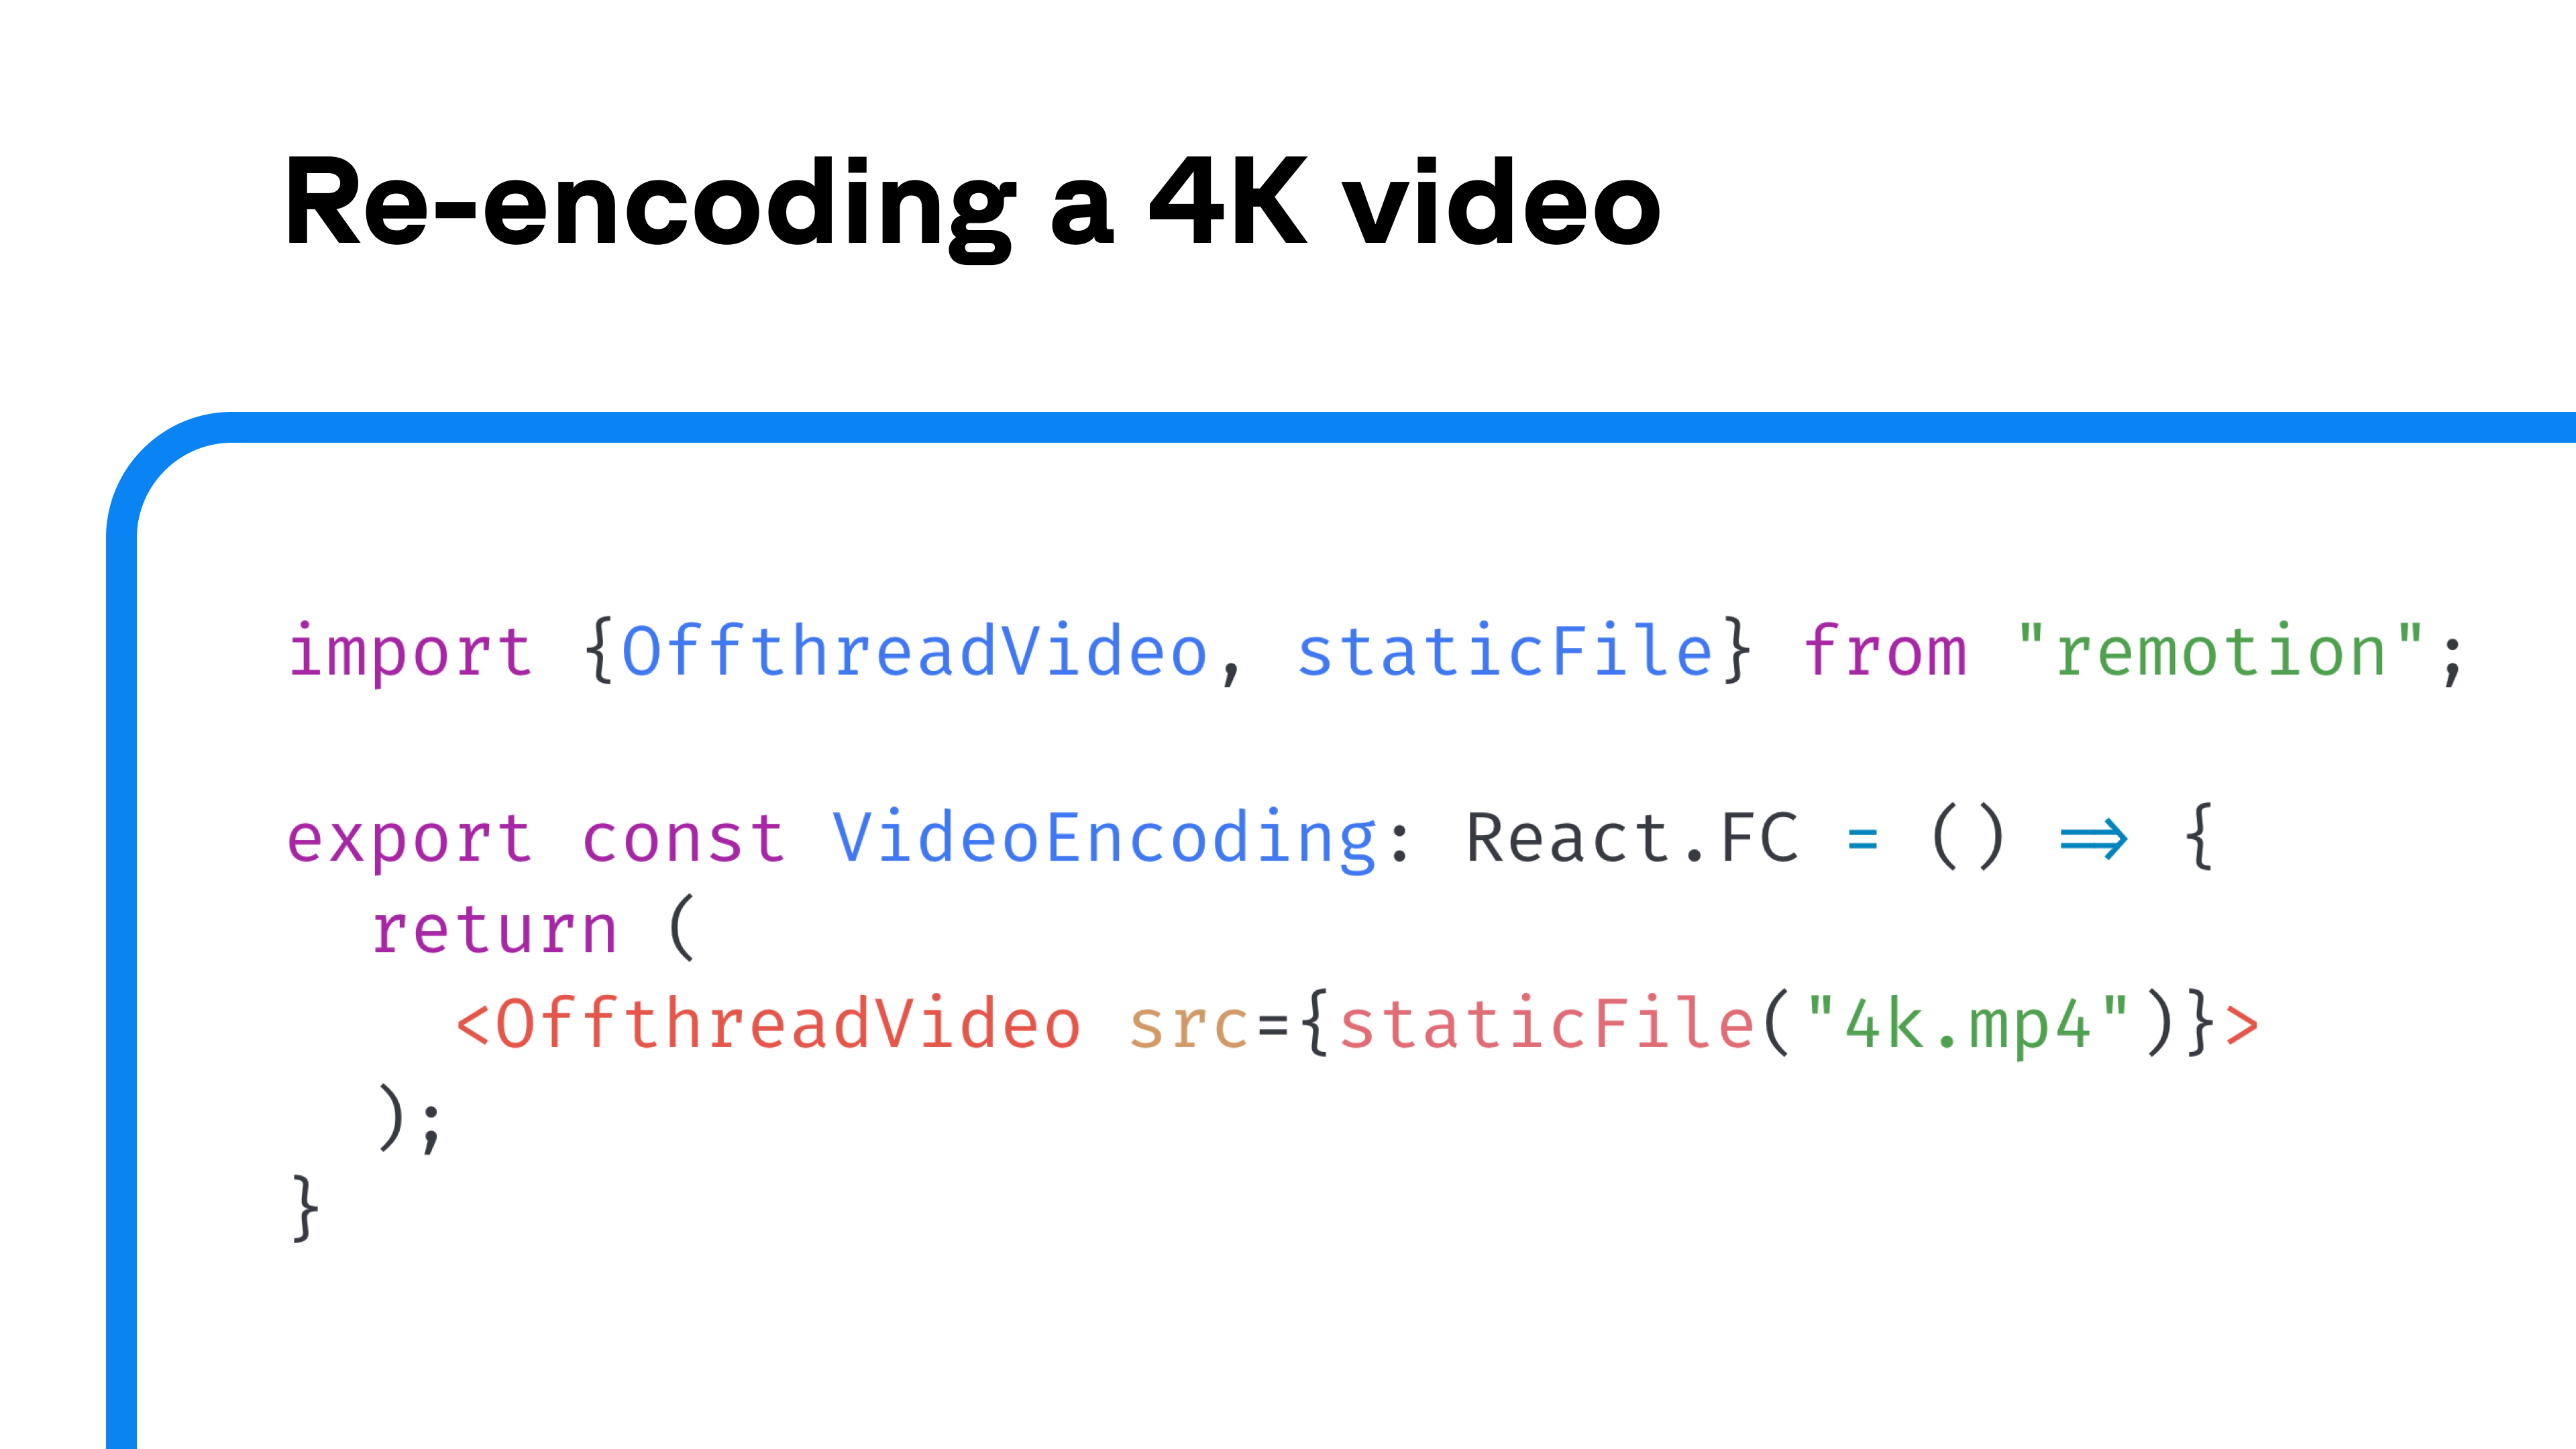 Re-encoding a 4K video
import {OffthreadVideo, staticFile} from "remotion";
export const VideoEncoding: React.FC = () => {
return (
<OffthreadVideo src={staticFile("4k.mp4")}>
);
}